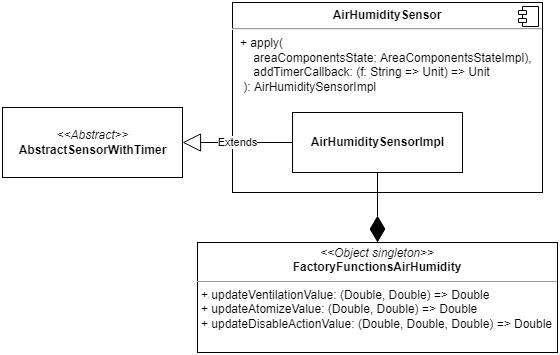 AirHumiditySensor
+ apply(
areaComponentsState: AreaComponentsStateImpl),
addTimerCallback: (f: String => Unit) => Unit
): AirHumiditySensorImpl
<<Abstract>>
AbstractSensorWithTimer
Extends
AirHumiditySensorImpl
<<Object singleton>>
FactoryFunctionsAirHumidity
+ updateVentilationValue: (Double, Double) => Double
+ updateAtomizeValue: (Double, Double) => Double
+ updateDisableActionValue: (Double, Double, Double) => Double